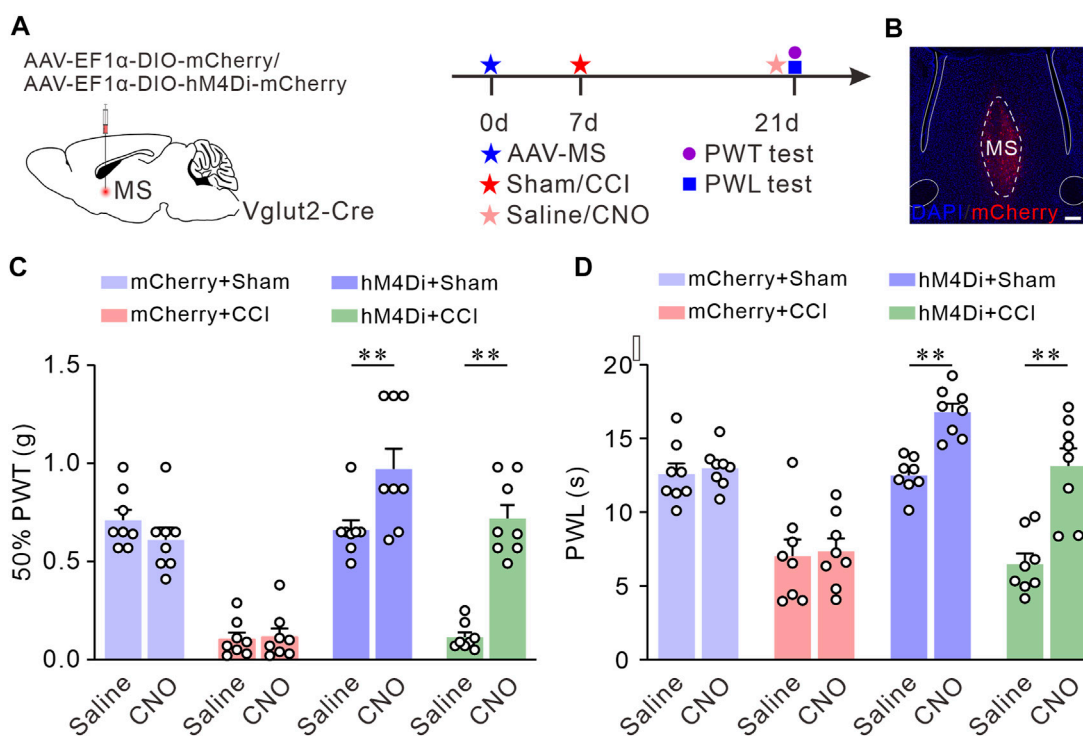 A
AAV-EF1α-DIO-mCherry/
AAV-EF1α-DIO-hM4Di-mCherry
MS
Vglut2-Cre
0d 7d 21d
AAV-MS
Sham/CCI
Saline/CNO
PWT test
PWL test
B
MS
DAPI/mCherry
C
mCherry+Sham
mCherry+CCI
hM4Di+Sham
hM4Di+CCI
50% PWT (g)
1.5
1.0
0.5
0.0
** **
Saline CNO Saline CNO Saline CNO Saline CNO
D
mCherry+Sham
mCherry+CCI
hM4Di+Sham
hM4Di+CCI
PWL (s)
20
15
10
5
0
** **
Saline CNO Saline CNO Saline CNO Saline CNO